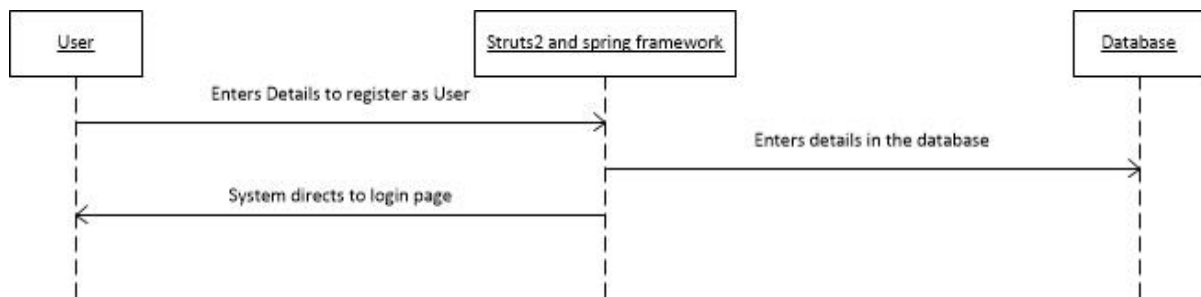 User
Struts2 and spring framework
Database
Enters Details to register as User
Enters details in the database
System directs to login page